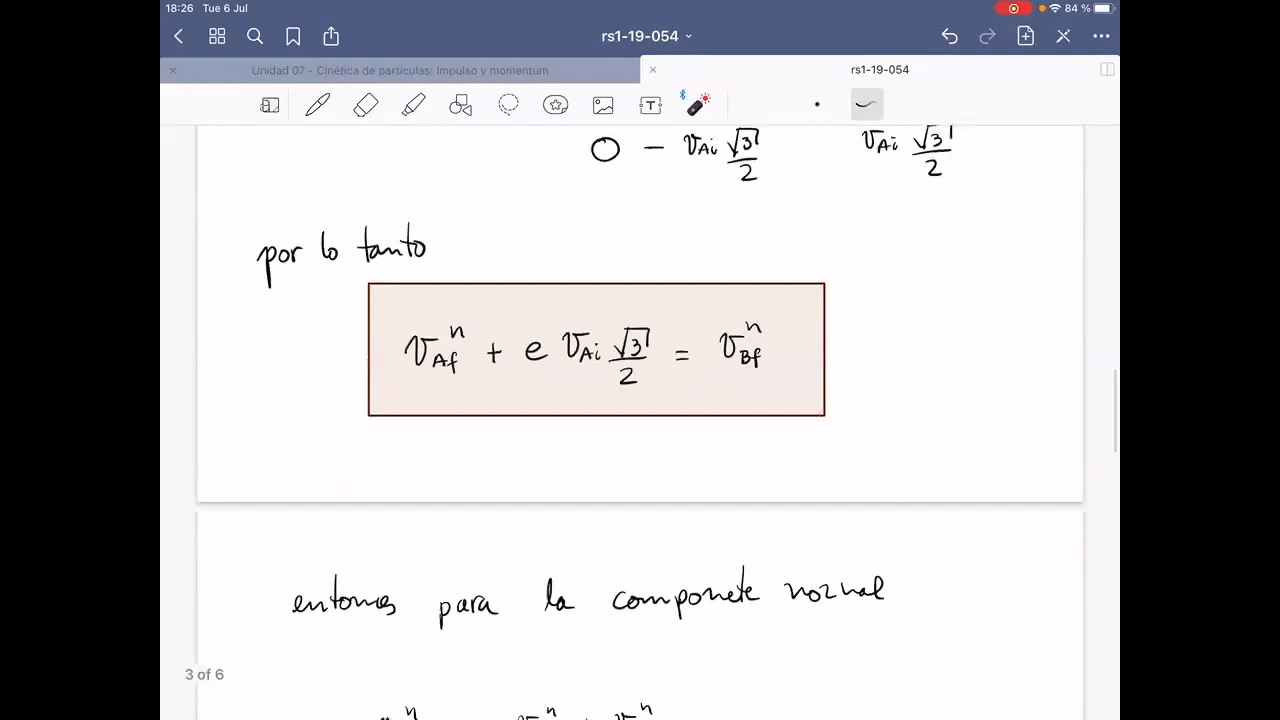 18:26 Tue 6 Jul 84 %
rs1-19-054
Unidad 07 - Cinética de partículas: Impulso y momentum rs1-19-054
O - v_Ai √3/2 v_Ai √3/2
por lo tanto
v_Af^n + e v_Ai √3/2 = v_Bf^n
entonces para la componete normal
3 of 6